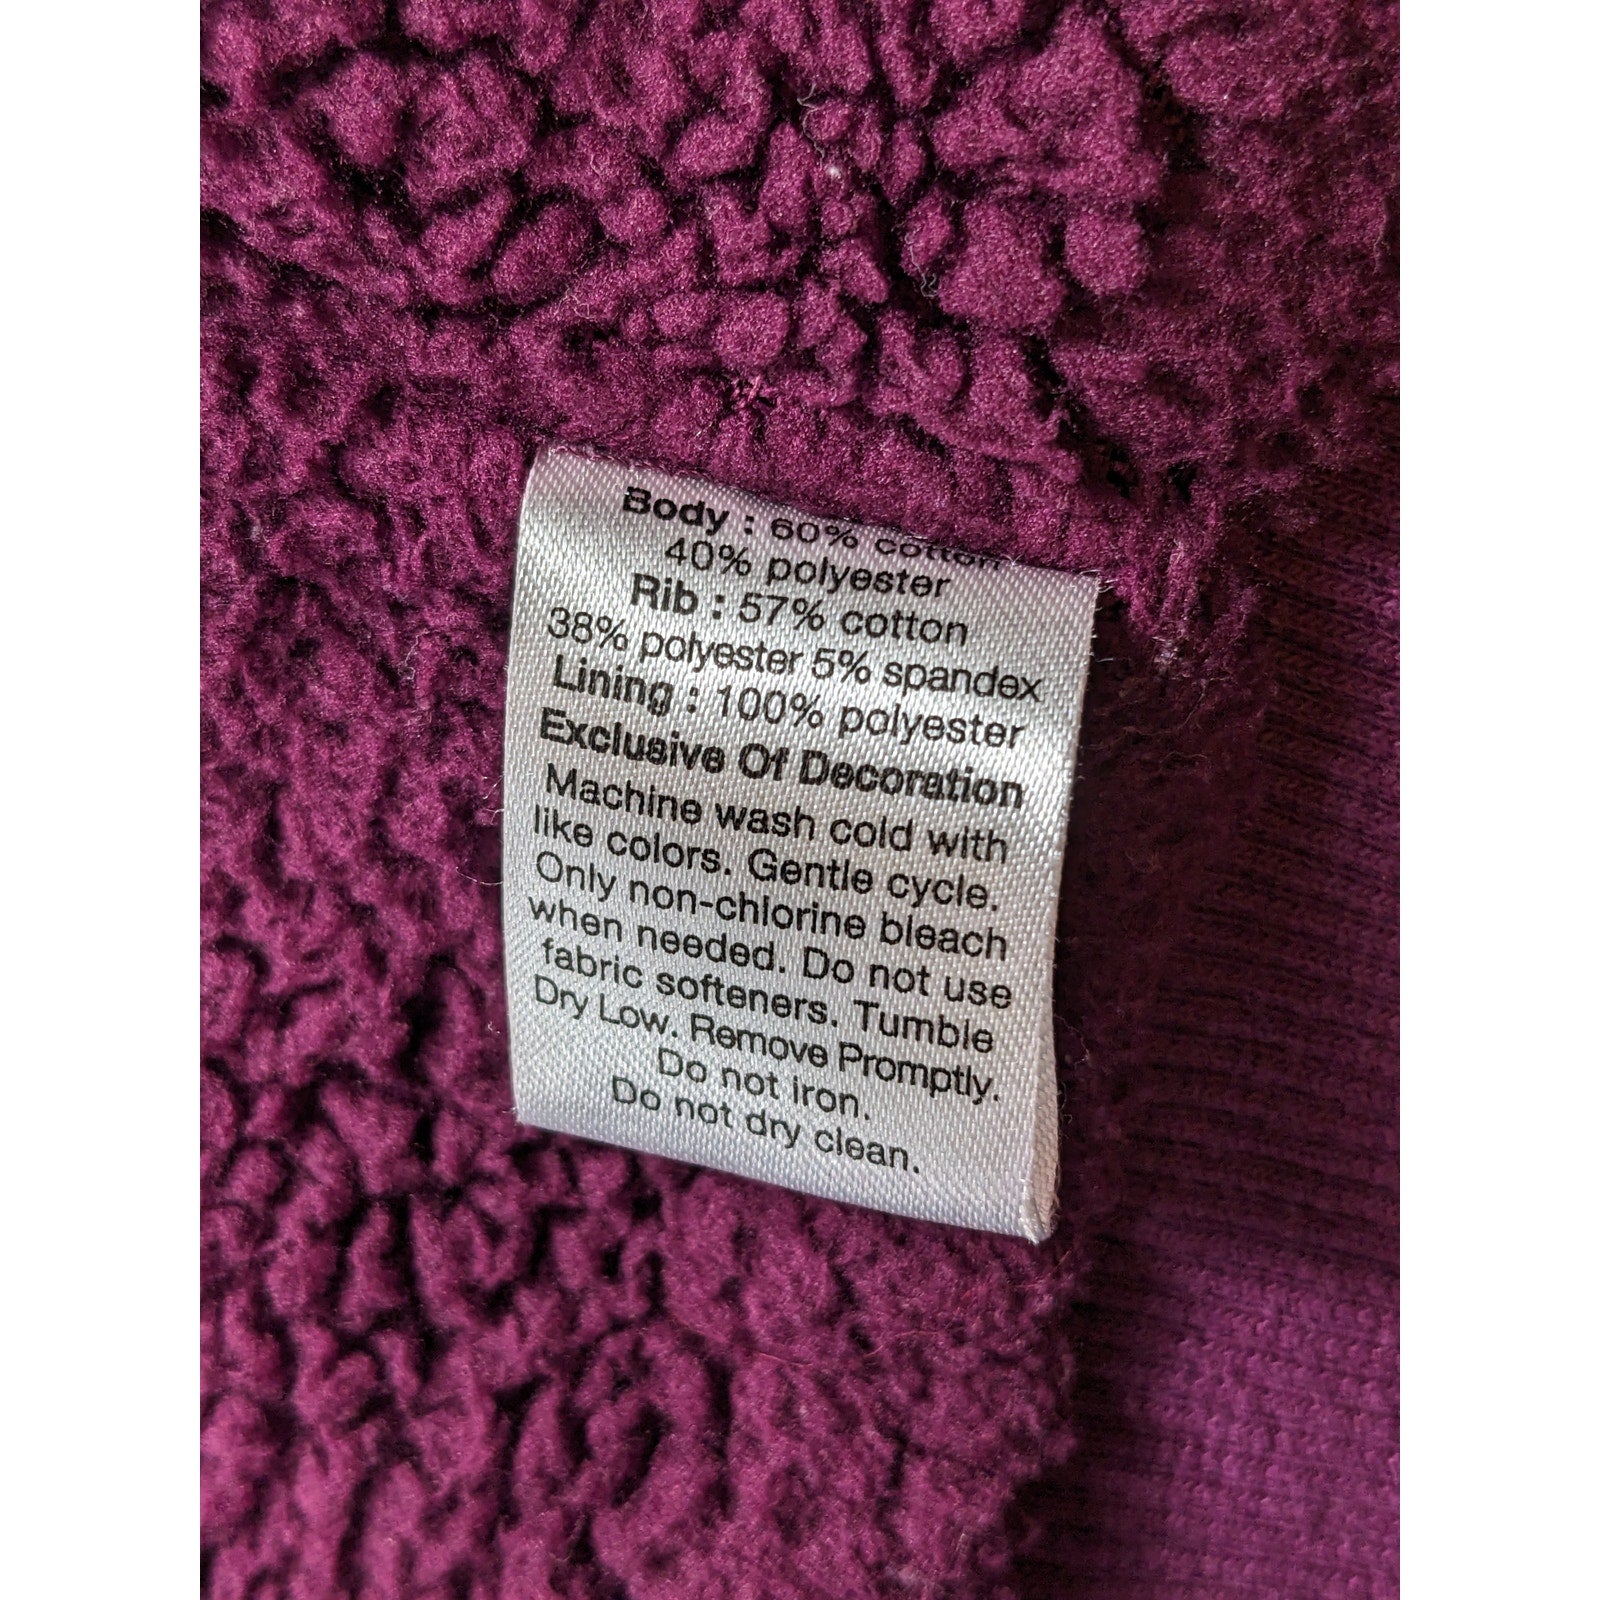 Body : 60% cotton
40% polyester
Rib : 57% cotton
38% polyester 5% spandex
Lining : 100% polyester
Exclusive Of Decoration
Machine wash cold with
like colors. Gentle cycle.
Only non-chlorine bleach
when needed. Do not use
fabric softeners. Tumble
Dry Low. Remove Promptly.
Do not iron.
Do not dry clean.